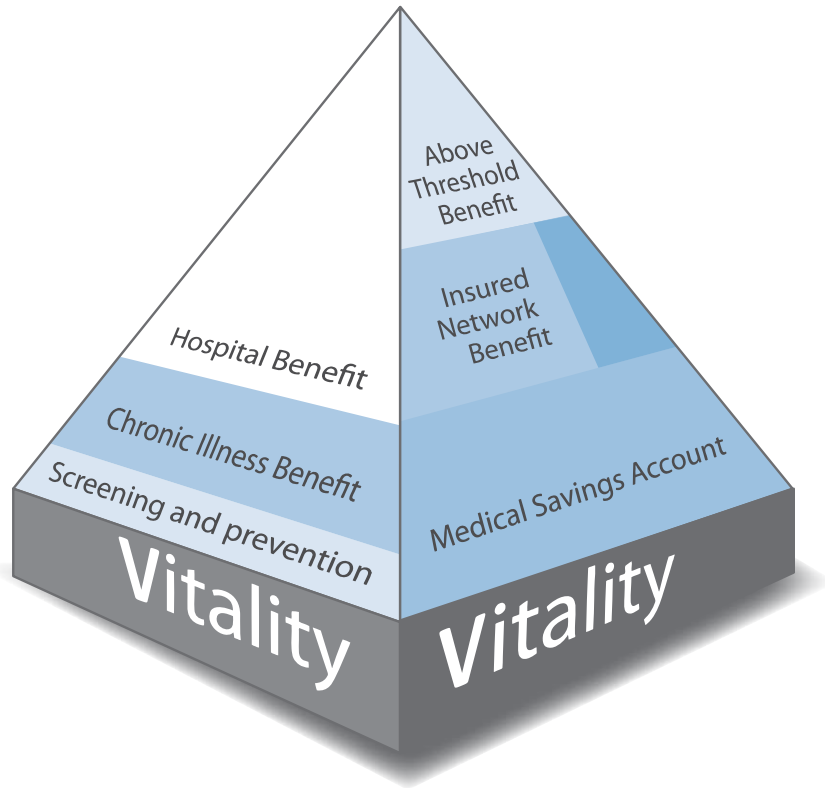 Hospital Benefit
Chronic Illness Benefit
Screening and prevention
Vitality
Above
Threshold
Benefit
Insured
Network
Benefit
Medical Savings Account
Vitality